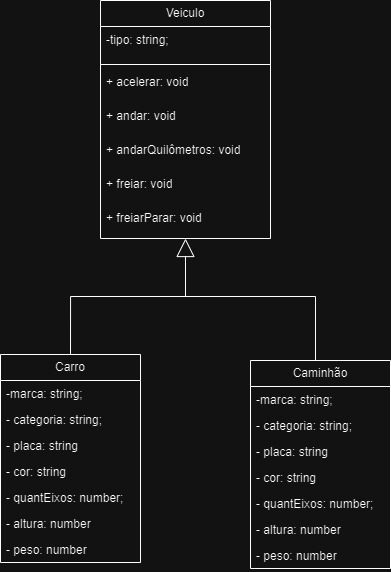 Veiculo
-tipo: string;
+ acelerar: void
+ andar: void
+ andarQuilômetros: void
+ freiar: void
+ freiarParar: void
Carro
-marca: string;
- categoria: string;
- placa: string
- cor: string
- quantEixos: number;
- altura: number
- peso: number
Caminhão
-marca: string;
- categoria: string;
- placa: string
- cor: string
- quantEixos: number;
- altura: number
- peso: number